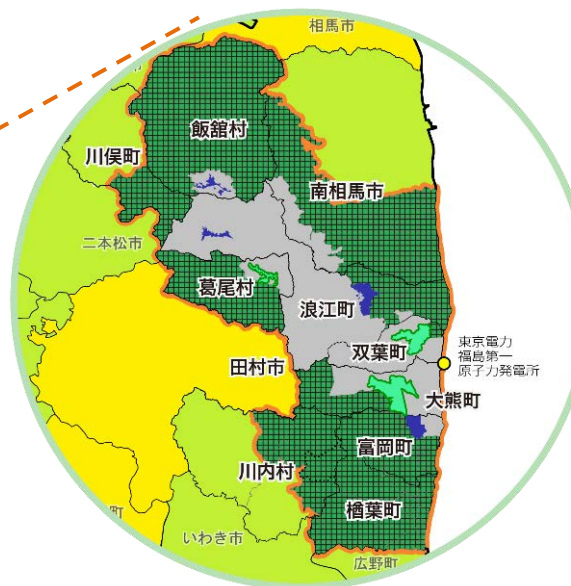 相馬市
飯舘村
川俣町
南相馬市
二本松市
葛尾村
浪江町
双葉町
東京電力
福島第一
原子力発電所
田村市
大熊町
富岡町
川内村
楢葉町
町
いわき市
広野町